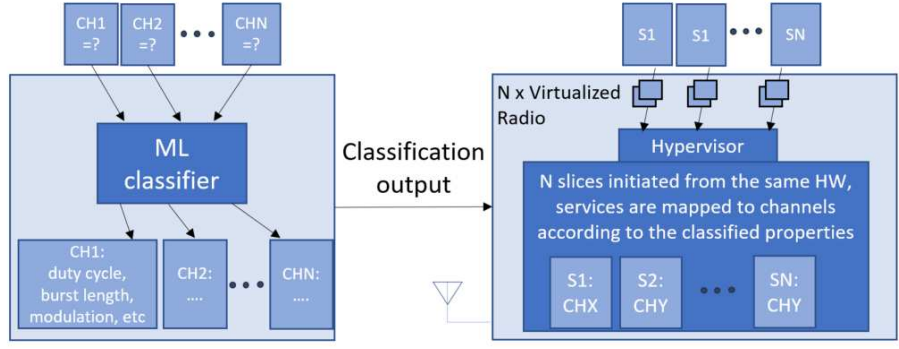 CH1
=?
CH2
=?
CHN
=?
ML
classifier
CH1:
duty cycle,
burst length,
modulation, etc
CH2:
....
CHN:
....
Classification
output
S1
S1
SN
N x Virtualized
Radio
Hypervisor
N slices initiated from the same HW,
services are mapped to channels
according to the classified properties
S1:
CHX
S2:
CHY
SN:
CHY